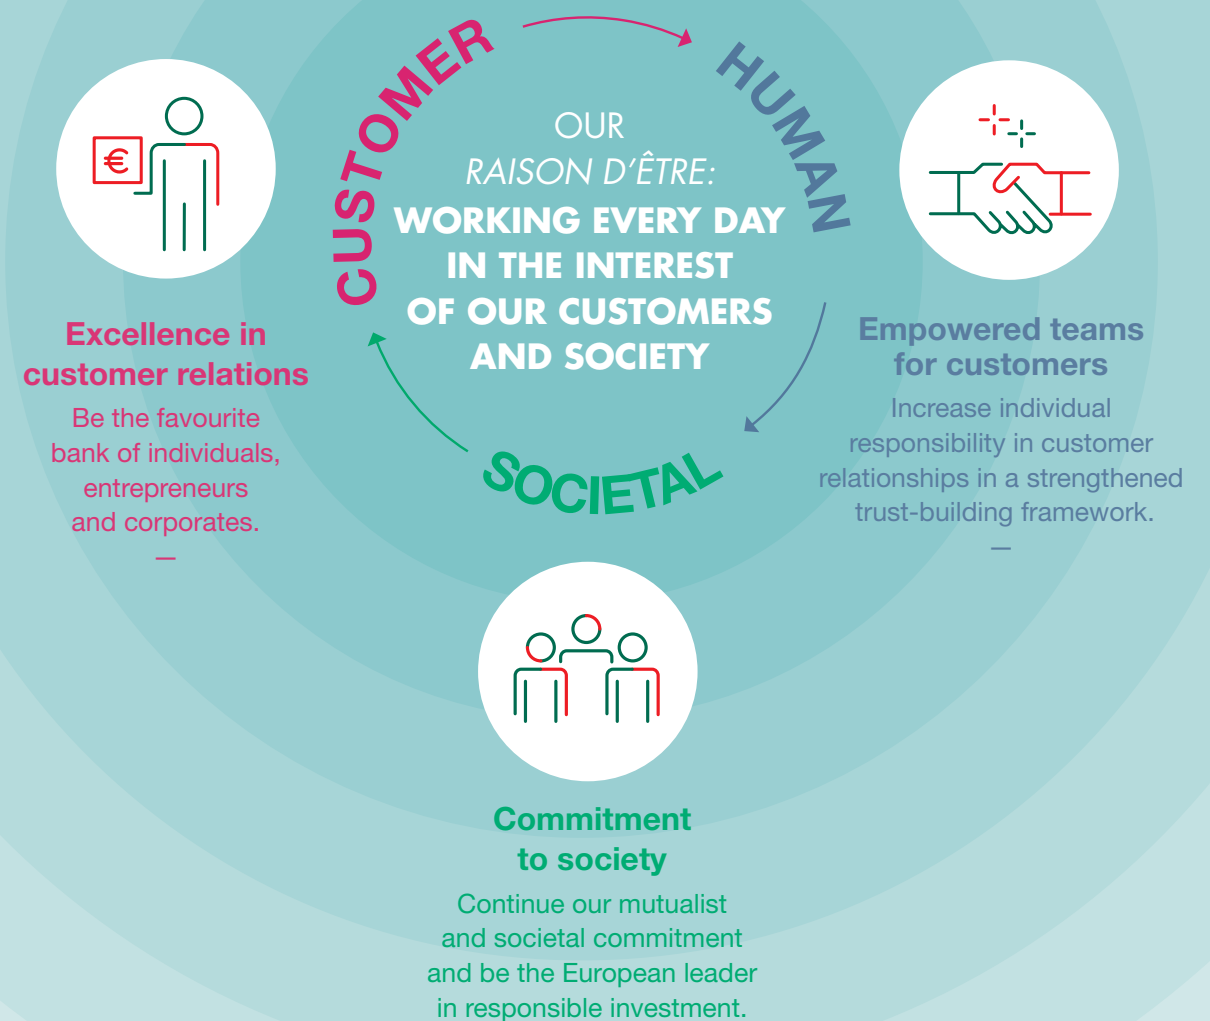 CUSTOMER
HUMAN
SOCIETAL
OUR
RAISON D'ÊTRE:
WORKING EVERY DAY
IN THE INTEREST
OF OUR CUSTOMERS
AND SOCIETY
€
Excellence in
customer relations
Be the favourite
bank of individuals,
entrepreneurs
and corporates.
—
Empowered teams
for customers
Increase individual
responsibility in customer
relationships in a strengthened
trust-building framework.
—
Commitment
to society
Continue our mutualist
and societal commitment
and be the European leader
in responsible investment.